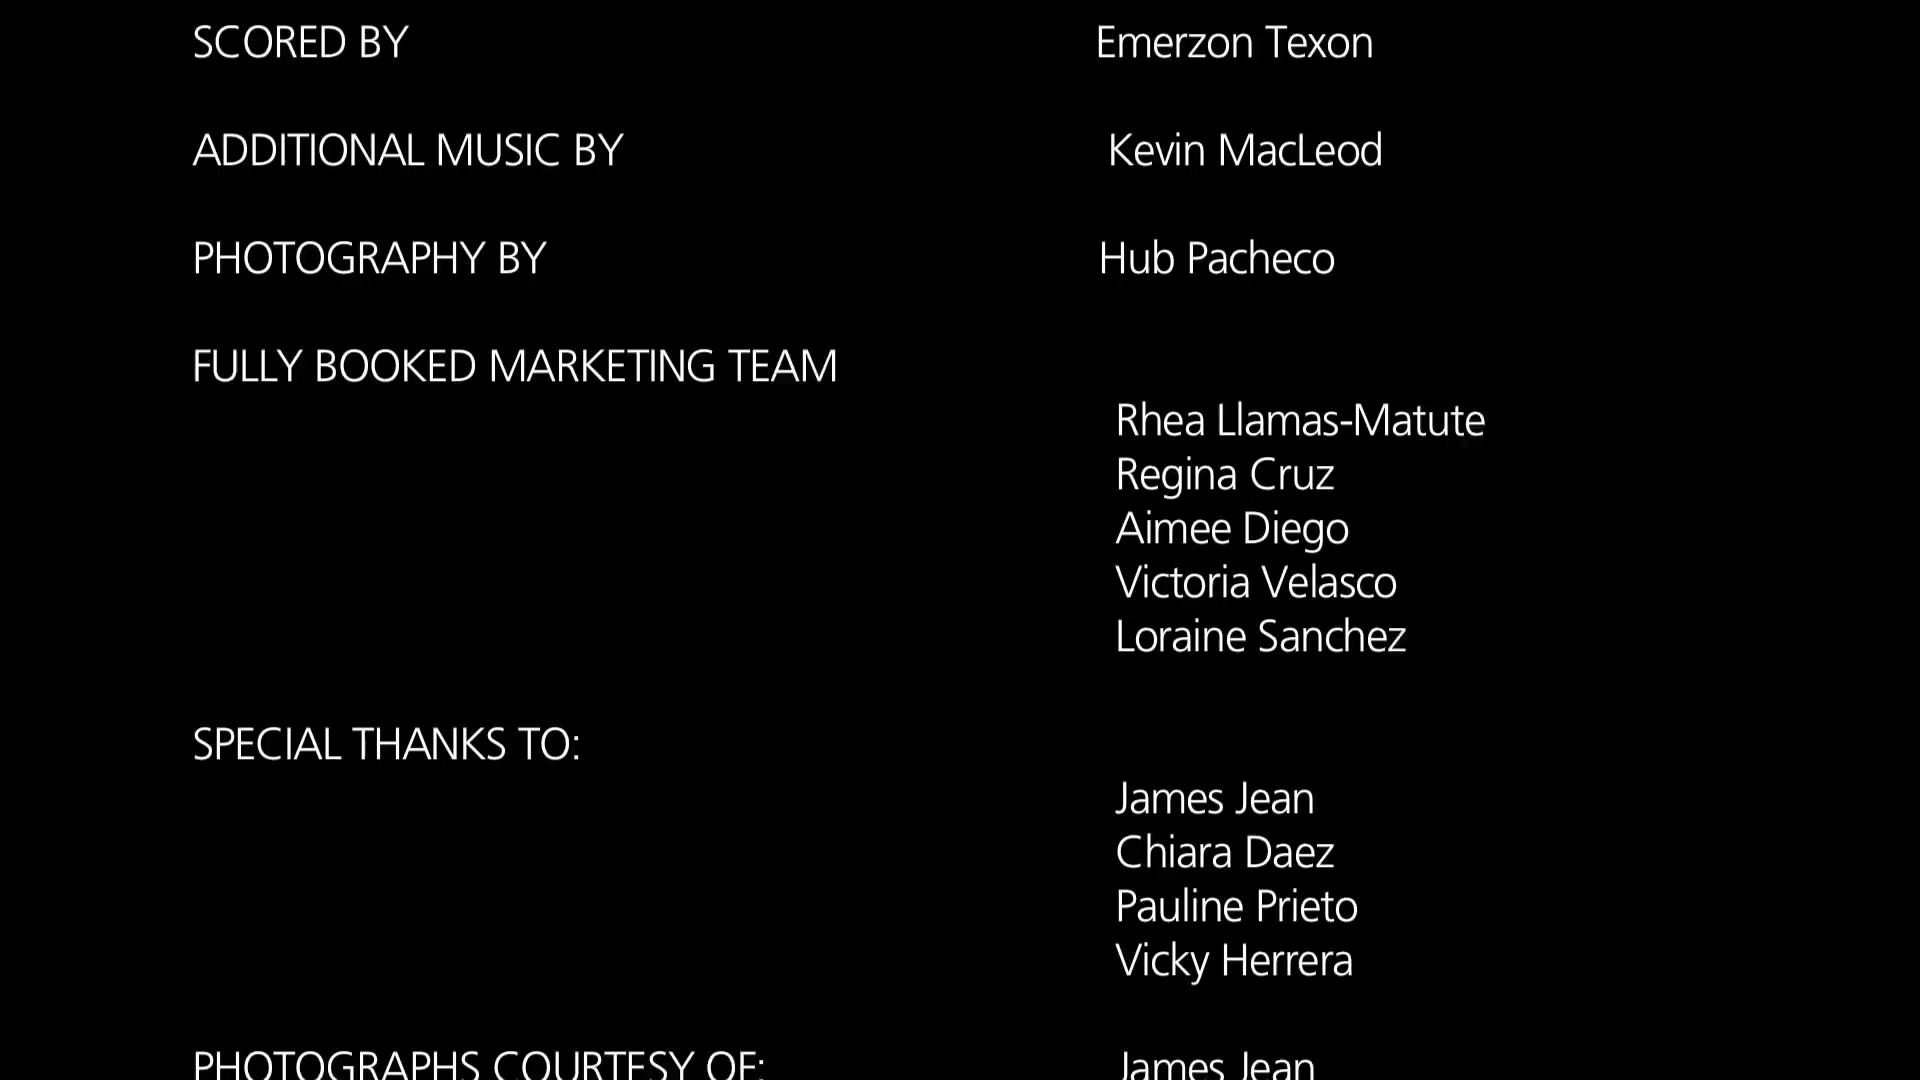 SCORED BY Emerzon Texon
ADDITIONAL MUSIC BY Kevin MacLeod
PHOTOGRAPHY BY Hub Pacheco
FULLY BOOKED MARKETING TEAM
Rhea Llamas-Matute
Regina Cruz
Aimee Diego
Victoria Velasco
Loraine Sanchez
SPECIAL THANKS TO:
James Jean
Chiara Daez
Pauline Prieto
Vicky Herrera
PHOTOGRAPHS COURTESY OF: James Jean